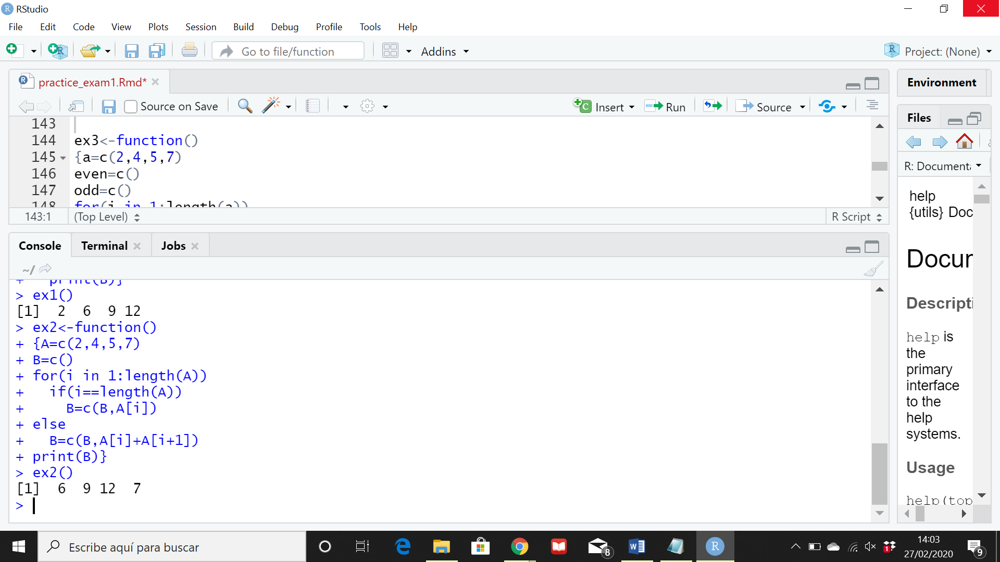 RStudio
File Edit Code View Plots Session Build Debug Profile Tools Help
Go to file/function Addins Project: (None)
practice_exam1.Rmd*
Source on Save Insert Run Source
143
144 ex3<-function()
145 {a=c(2,4,5,7)
146 even=c()
147 odd=c()
148 for(i in 1:length(a))
143:1 (Top Level) R Script
Console Terminal Jobs
~/
+   print(B)}
> ex1()
[1]  2  6  9 12
> ex2<-function()
+ {A=c(2,4,5,7)
+ B=c()
+ for(i in 1:length(A))
+   if(i==length(A))
+     B=c(B,A[i])
+ else
+   B=c(B,A[i]+A[i+1])
+ print(B)}
> ex2()
[1]  6  9 12  7
>
Environment
Files
R: Document
help
{utils} Doc
Docu
Descripti
help is
the
primary
interface
to the
help
systems.
Usage
help(top
Escribe aquí para buscar
8
1
14:03
27/02/2020
9